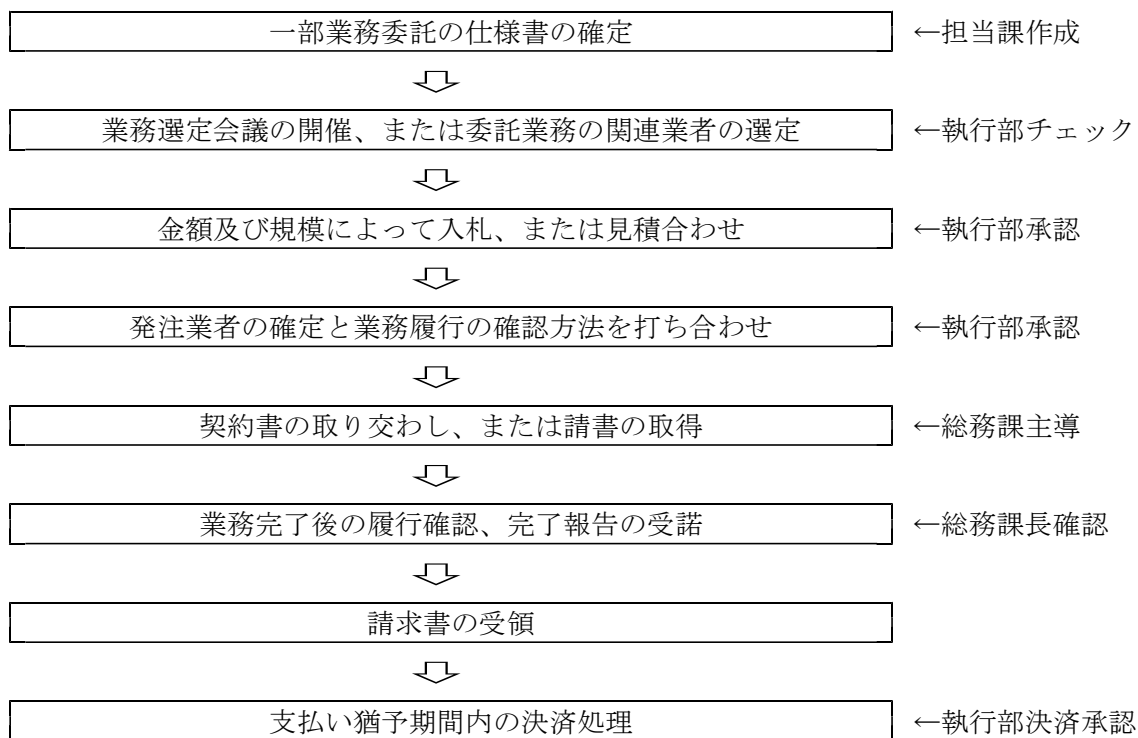 一部業務委託の仕様書の確定 ←担当課作成
業務選定会議の開催、または委託業務の関連業者の選定 ←執行部チェック
金額及び規模によって入札、または見積合わせ ←執行部承認
発注業者の確定と業務履行の確認方法を打ち合わせ ←執行部承認
契約書の取り交わし、または請書の取得 ←総務課主導
業務完了後の履行確認、完了報告の受諾 ←総務課長確認
請求書の受領
支払い猶予期間内の決済処理 ←執行部決済承認